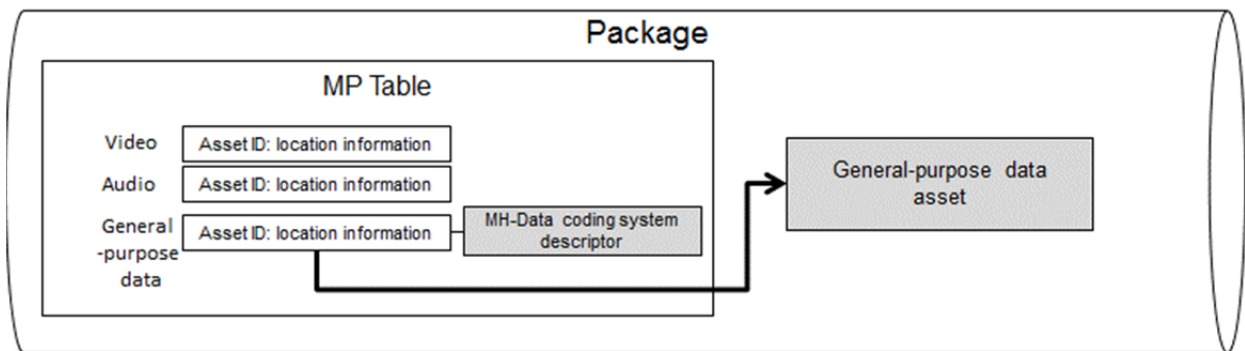 Package
MP Table
Video
Asset ID: location information
Audio
Asset ID: location information
General
-purpose
data
Asset ID: location information
MH-Data coding system
descriptor
General-purpose data
asset